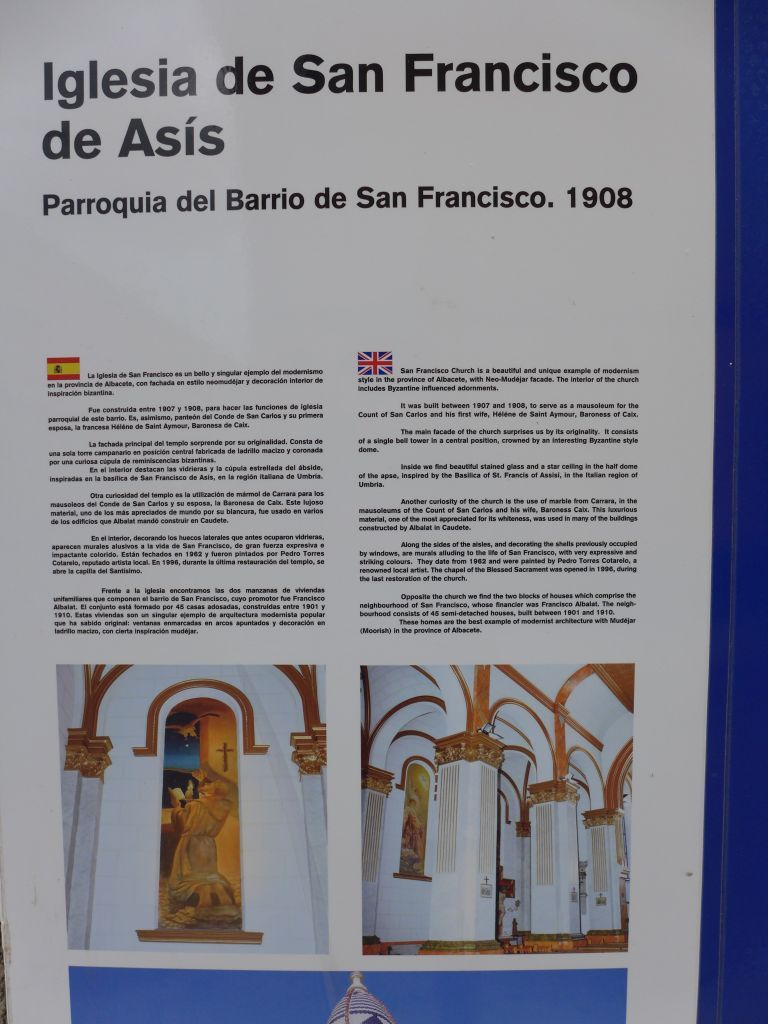 Iglesia de San Francisco
de Asís
Parroquia del Barrio de San Francisco. 1908
La Iglesia de San Francisco es un bello y singular ejemplo del modernismo
en la provincia de Albacete, con fachada en estilo neomudéjar y decoración interior de
inspiración bizantina.
Fue construida entre 1907 y 1908, para hacer las funciones de iglesia
parroquial de este barrio. Es, asimismo, panteón del Conde de San Carlos y su primera
esposa, la francesa Hélène de Saint Aymour, Baronesa de Caix.
La fachada principal del templo sorprende por su originalidad. Consta de
una sola torre campanario en posición central fabricada de ladrillo macizo y coronada
por una curiosa cúpula de reminiscencias bizantinas.
En el interior destacan las vidrieras y la cúpula estrellada del ábside,
inspiradas en la basílica de San Francisco de Asís, en la región italiana de Umbría.
Otra curiosidad del templo es la utilización de mármol de Carrara para los
mausoleos del Conde de San Carlos y su esposa, la Baronesa de Caix. Este lujoso
material, uno de los más apreciados de mundo por su blancura, fue usado en varios
de los edificios que Albalat mandó construir en Caudete.
En el interior, decorando los huecos laterales que antes ocuparon vidrieras,
aparecen murales alusivos a la vida de San Francisco, de gran fuerza expresiva e
impactante colorido. Están fechados en 1962 y fueron pintados por Pedro Torres
Cotarelo, reputado artista local. En 1996, durante la última restauración del templo, se
abre la capilla del Santísimo.
Frente a la iglesia encontramos las dos manzanas de viviendas
unifamiliares que componen el barrio de San Francisco, cuyo promotor fue Francisco
Albalat. El conjunto está formado por 45 casas adosadas, construidas entre 1901 y
1910. Estas viviendas son un singular ejemplo de arquitectura modernista popular
que ha sabido original: ventanas enmarcadas en arcos apuntados y decoración en
ladrillo macizo, con cierta inspiración mudéjar.
San Francisco Church is a beautiful and unique example of modernism
style in the province of Albacete, with Neo-Mudéjar facade. The interior of the church
includes Byzantine influenced adornments.
It was built between 1907 and 1908, to serve as a mausoleum for the
Count of San Carlos and his first wife, Hélène de Saint Aymour, Baroness of Caix.
The main facade of the church surprises us by its originality. It consists
of a single bell tower in a central position, crowned by an interesting Byzantine style
dome.
Inside we find beautiful stained glass and a star ceiling in the half dome
of the apse, inspired by the Basilica of St. Francis of Assisi, in the Italian region of
Umbria.
Another curiosity of the church is the use of marble from Carrara, in the
mausoleums of the Count of San Carlos and his wife, Baroness Caix. This luxurious
material, one of the most appreciated for its whiteness, was used in many of the buildings
constructed by Albalat in Caudete.
Along the sides of the aisles, and decorating the shells previously occupied
by windows, are murals alluding to the life of San Francisco, with very expressive and
striking colours. They date from 1962 and were painted by Pedro Torres Cotarelo, a
renowned local artist. The chapel of the Blessed Sacrament was opened in 1996, during
the last restoration of the church.
Opposite the church we find the two blocks of houses which comprise the
neighbourhood of San Francisco, whose financier was Francisco Albalat. The neigh-
bourhood consists of 45 semi-detached houses, built between 1901 and 1910.
These homes are the best example of modernist architecture with Mudéjar
(Moorish) in the province of Albacete.